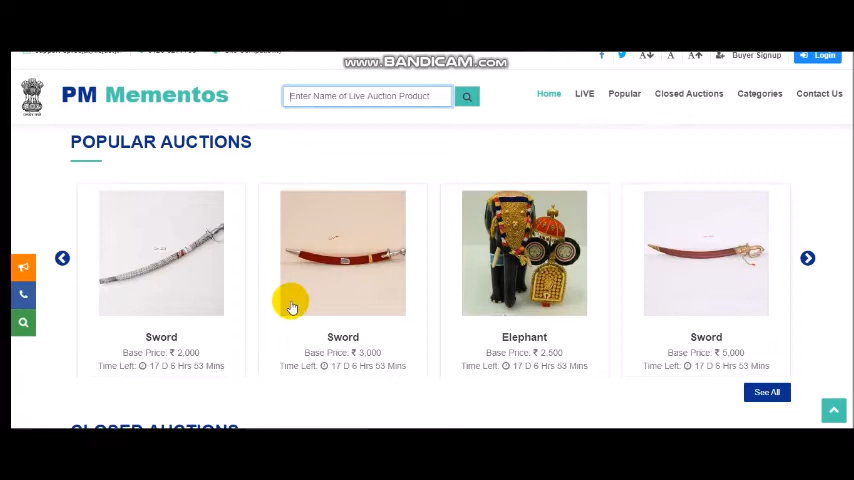 www.BANDICAM.com
Buyer Signup
Login
PM Mementos
Enter Name of Live Auction Product
Home LIVE Popular Closed Auctions Categories Contact Us
POPULAR AUCTIONS
Sword Sword Elephant Sword
Base Price: ₹ 2,000 Base Price: ₹ 3,000 Base Price: ₹ 2,500 Base Price: ₹ 5,000
Time Left: 17 D 6 Hrs 53 Mins Time Left: 17 D 6 Hrs 53 Mins Time Left: 17 D 6 Hrs 53 Mins Time Left: 17 D 6 Hrs 53 Mins
See All
CLOSED AUCTIONS